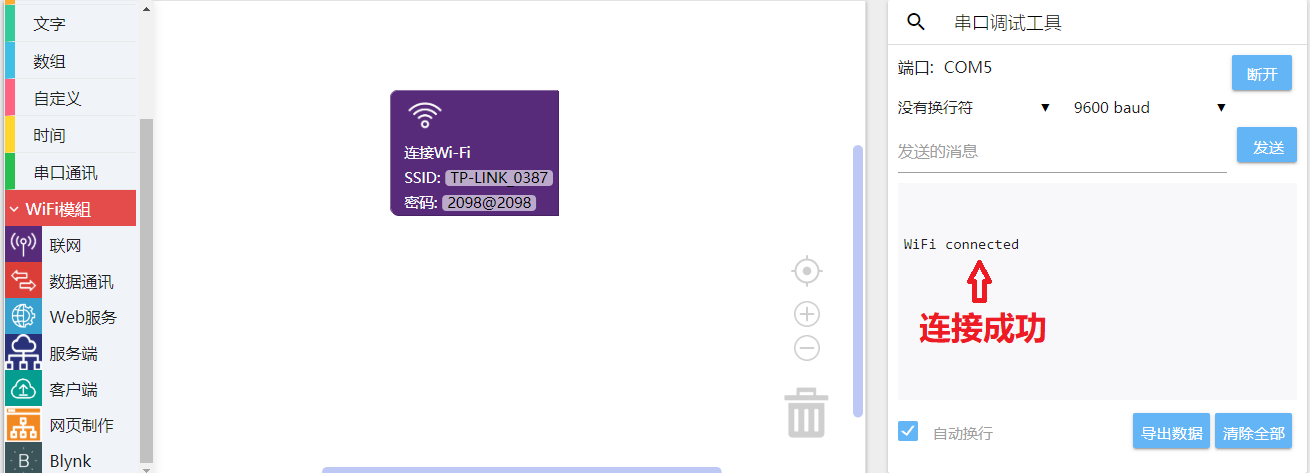 文字
数组
自定义
时间
串口通讯
WiFi模组
联网
数据通讯
Web服务
服务端
客户端
网页制作
B Blynk
连接Wi-Fi
SSID: TP-LINK_0387
密码: 2098@2098
串口调试工具
端口: COM5
断开
没有换行符
9600 baud
发送的消息
发送
WiFi connected
连接成功
自动换行
导出数据
清除全部